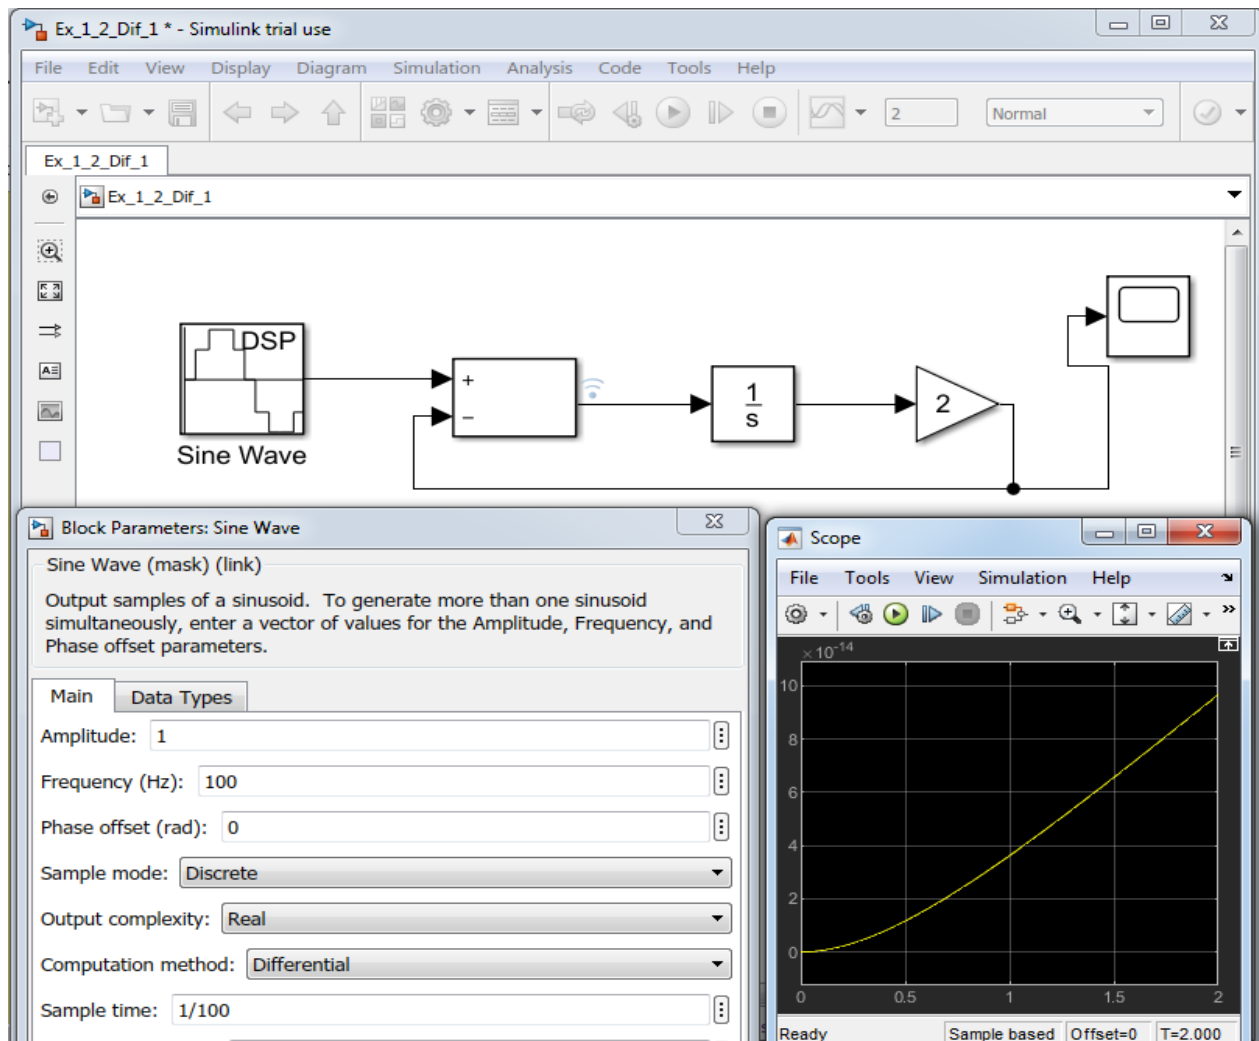 Ex_1_2_Dif_1 * - Simulink trial use
File Edit View Display Diagram Simulation Analysis Code Tools Help
2 Normal
Ex_1_2_Dif_1
Ex_1_2_Dif_1
DSP
Sine Wave
+
−
1
s
2
Block Parameters: Sine Wave
Sine Wave (mask) (link)
Output samples of a sinusoid. To generate more than one sinusoid
simultaneously, enter a vector of values for the Amplitude, Frequency, and
Phase offset parameters.
Main Data Types
Amplitude: 1
Frequency (Hz): 100
Phase offset (rad): 0
Sample mode: Discrete
Output complexity: Real
Computation method: Differential
Sample time: 1/100
Scope
File Tools View Simulation Help
×10⁻¹⁴
10
8
6
4
2
0
0 0.5 1 1.5 2
Ready Sample based Offset=0 T=2.000